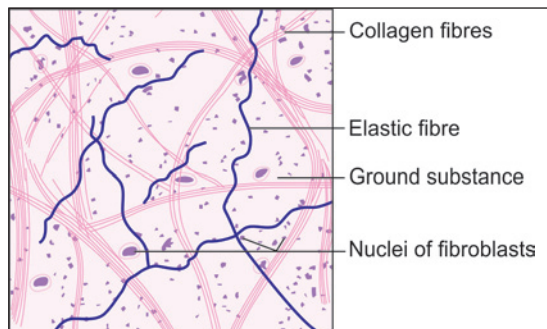 Collagen fibres
Elastic fibre
Ground substance
Nuclei of fibroblasts